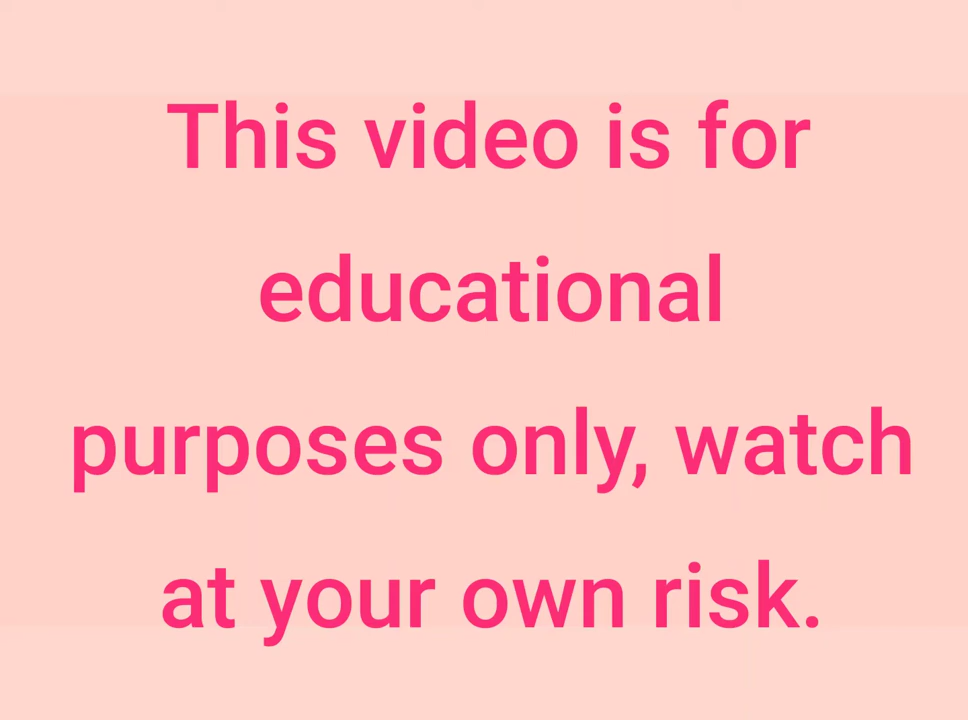 This video is for
educational
purposes only, watch
at your own risk.